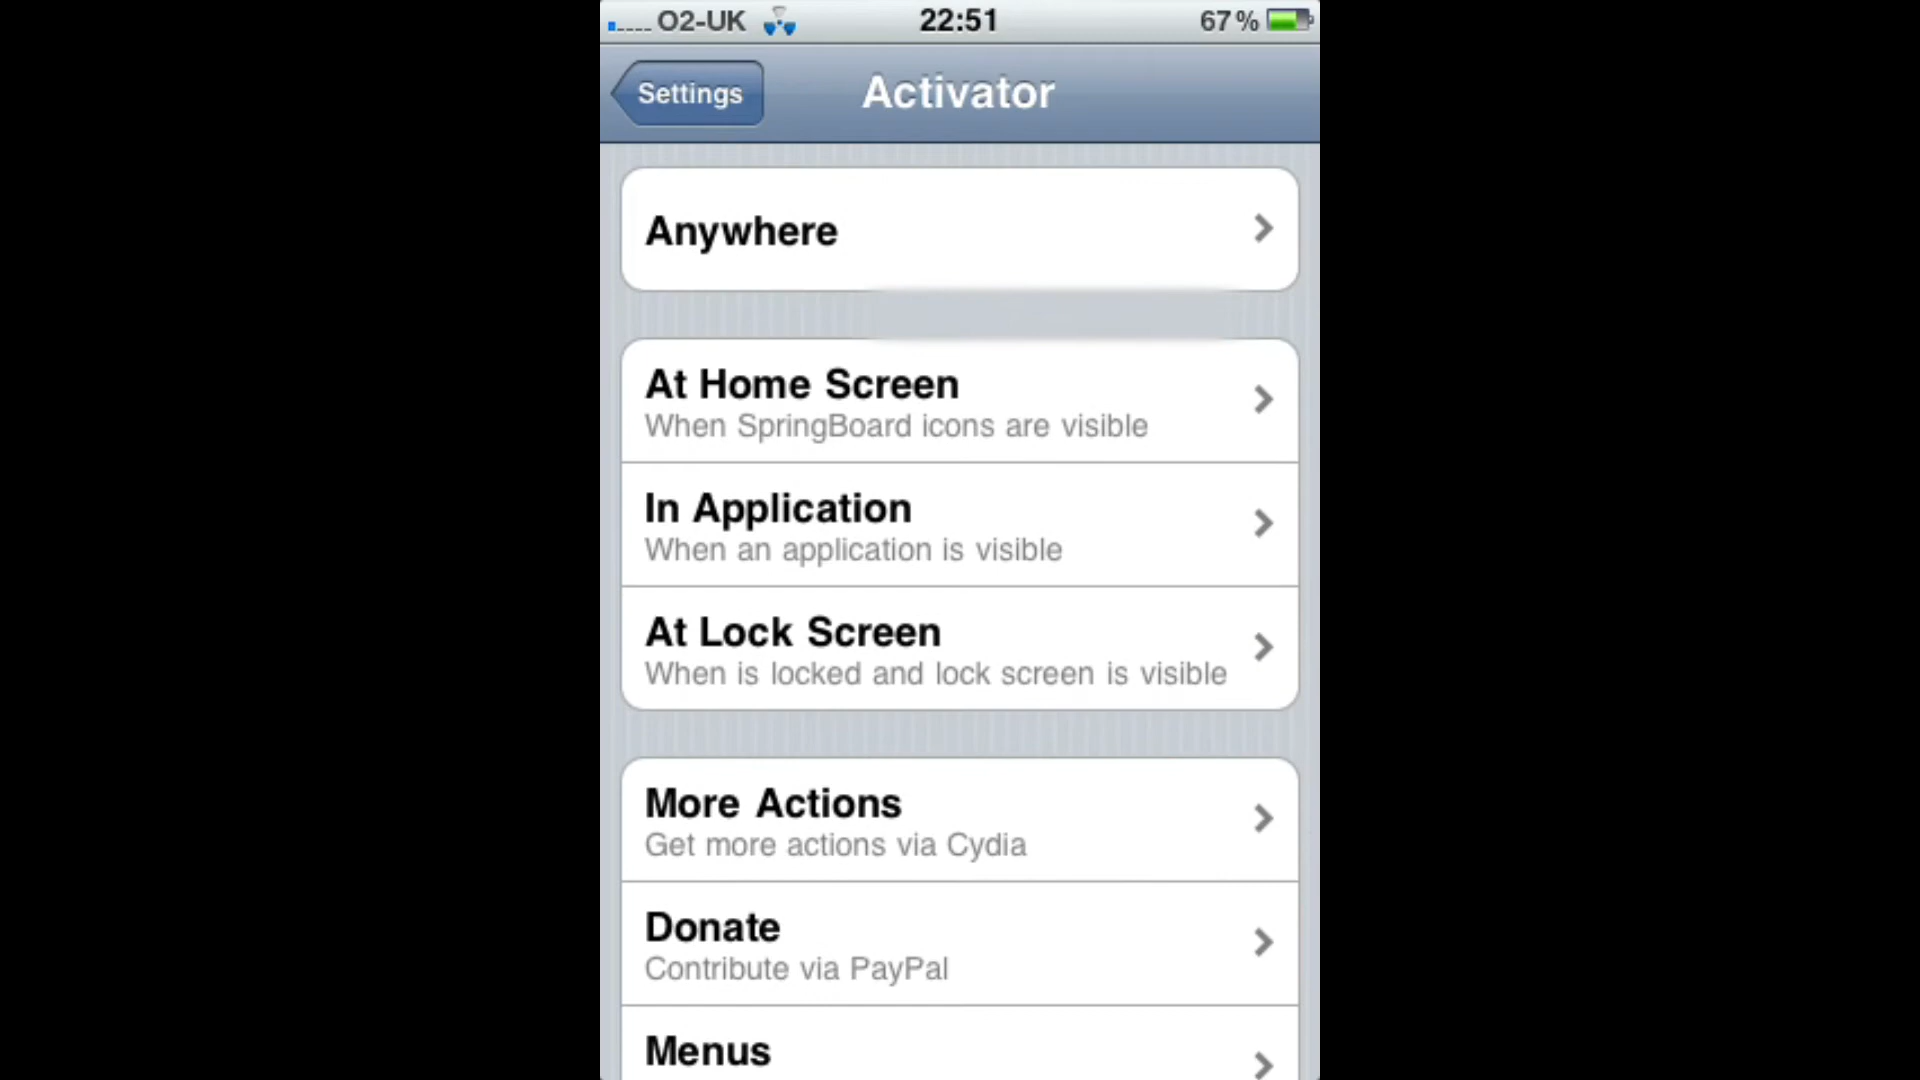 O2-UK 22:51 67%
Settings Activator
Anywhere
At Home Screen
When SpringBoard icons are visible
In Application
When an application is visible
At Lock Screen
When is locked and lock screen is visible
More Actions
Get more actions via Cydia
Donate
Contribute via PayPal
Menus